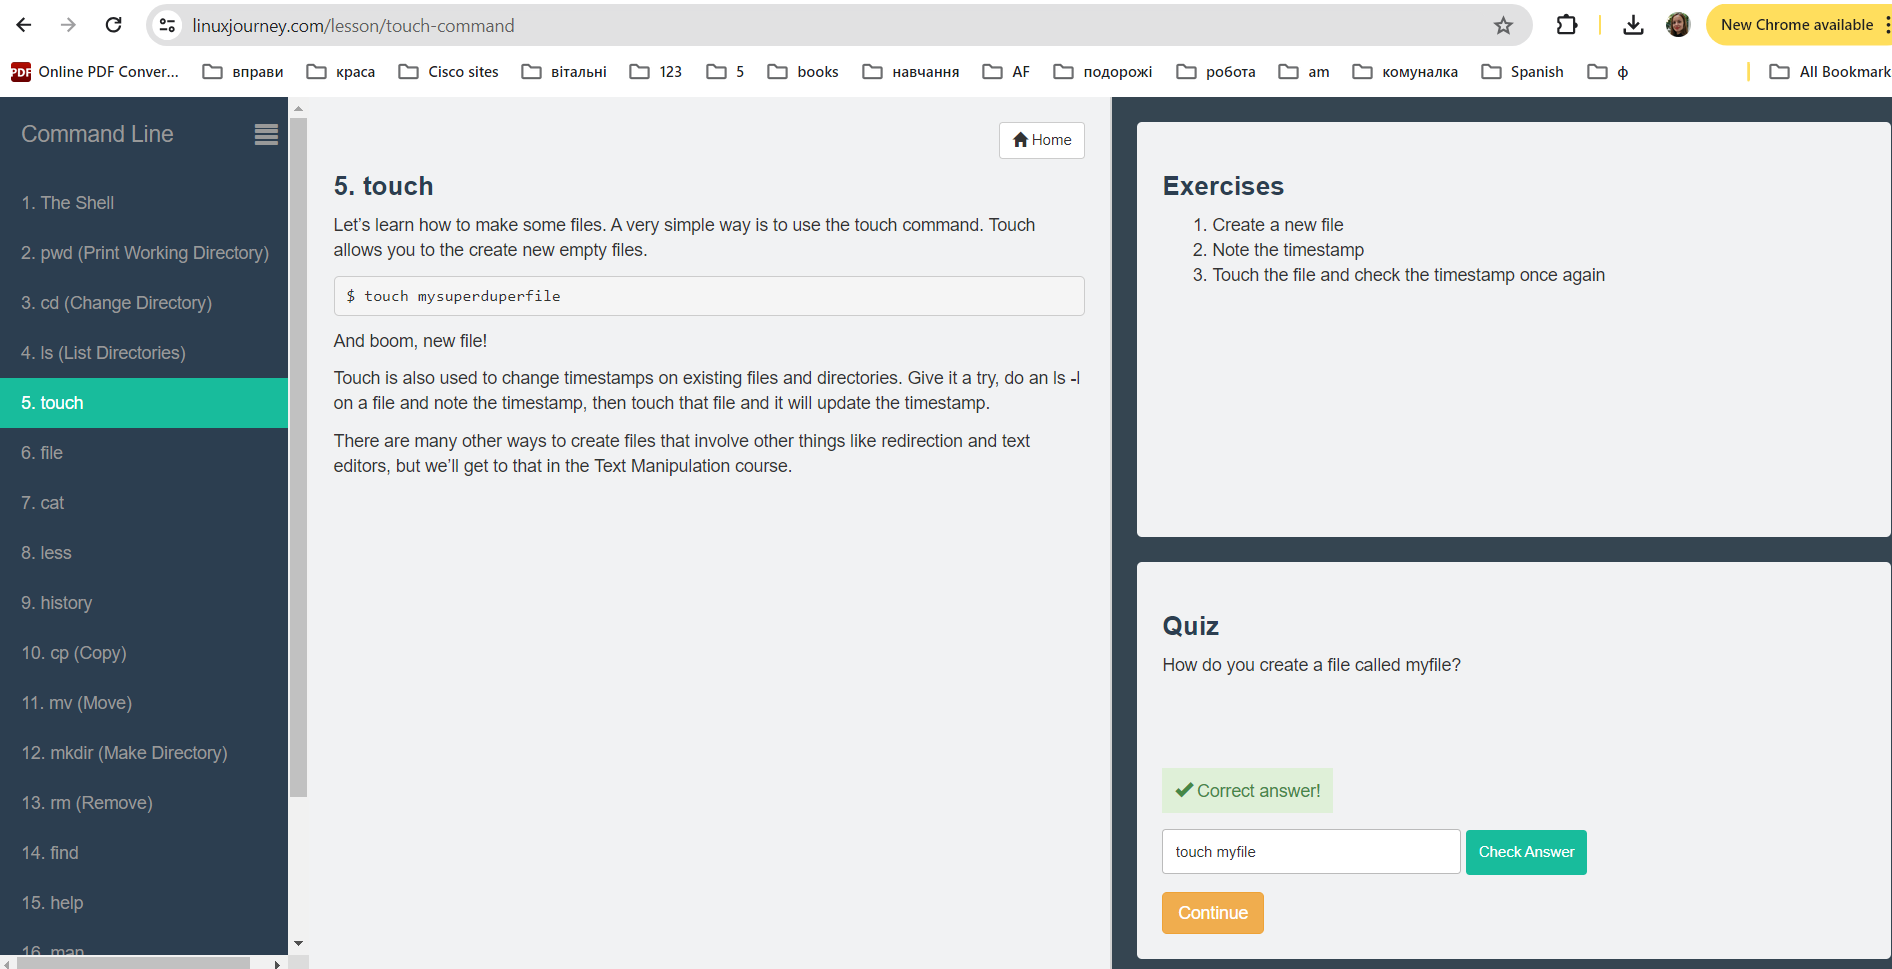 linuxjourney.com/lesson/touch-command
New Chrome available
PDF Online PDF Conver...
вправи
краса
Cisco sites
вітальні
123
5
books
навчання
AF
подорожі
робота
am
комуналка
Spanish
ф
All Bookmark
Command Line
1. The Shell
2. pwd (Print Working Directory)
3. cd (Change Directory)
4. ls (List Directories)
5. touch
6. file
7. cat
8. less
9. history
10. cp (Copy)
11. mv (Move)
12. mkdir (Make Directory)
13. rm (Remove)
14. find
15. help
16. man
Home
5. touch
Let’s learn how to make some files. A very simple way is to use the touch command. Touch
allows you to the create new empty files.
$ touch mysuperduperfile
And boom, new file!
Touch is also used to change timestamps on existing files and directories. Give it a try, do an ls -l
on a file and note the timestamp, then touch that file and it will update the timestamp.
There are many other ways to create files that involve other things like redirection and text
editors, but we’ll get to that in the Text Manipulation course.
Exercises
1. Create a new file
2. Note the timestamp
3. Touch the file and check the timestamp once again
Quiz
How do you create a file called myfile?
Correct answer!
touch myfile
Check Answer
Continue